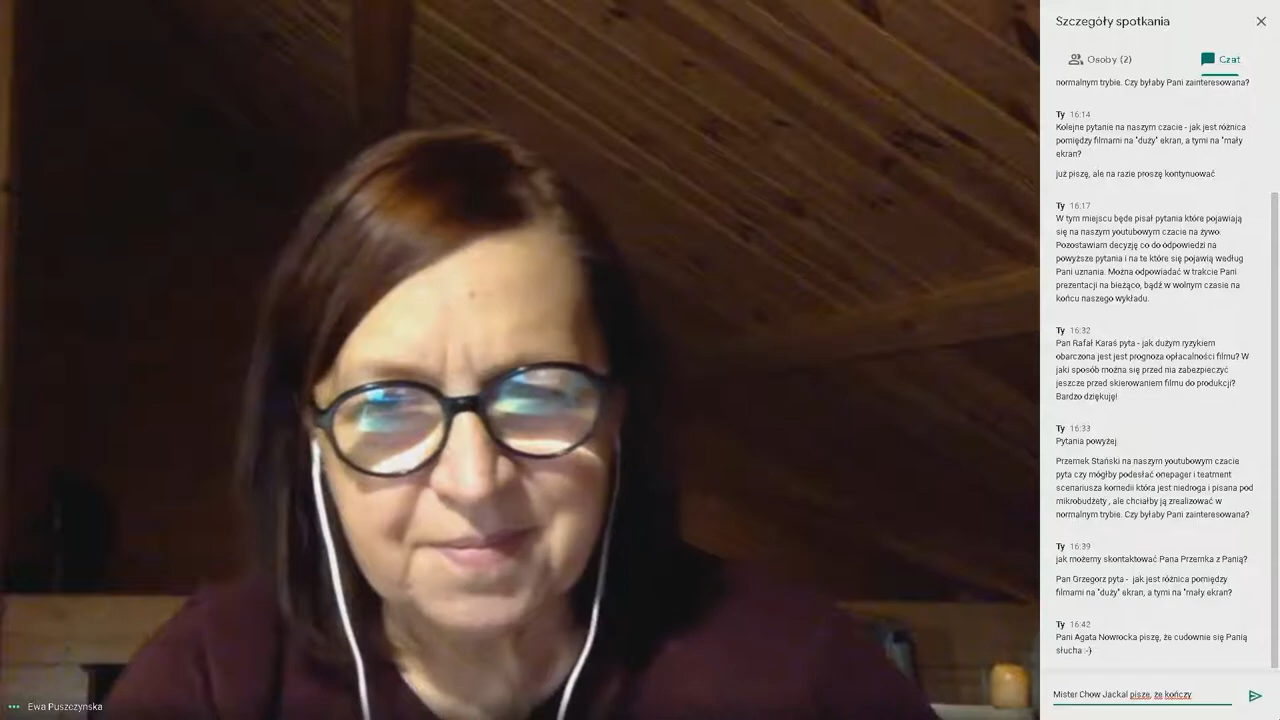 Szczegóły spotkania
Osoby (2)
Czat
normalnym trybie. Czy byłaby Pani zainteresowana?
Ty 16:14
Kolejne pytanie na naszym czacie - jak jest różnica
pomiędzy filmami na "duży" ekran, a tymi na "mały
ekran?
już piszę, ale na razie proszę kontynuować
Ty 16:17
W tym miejscu będe pisał pytania które pojawiają
się na naszym youtubowym czacie na żywo.
Pozostawiam decyzję co do odpowiedzi na
powyższe pytania i na te które się pojawią według
Pani uznania. Można odpowiadać w trakcie Pani
prezentacji na bieżąco, bądź w wolnym czasie na
końcu naszego wykładu.
Ty 16:32
Pan Rafał Karaś pyta - jak dużym ryzykiem
obarczona jest jest prognoza opłacalności filmu? W
jaki sposób można się przed nia zabezpieczyć
jeszcze przed skierowaniem filmu do produkcji?
Bardzo dziękuję!
Ty 16:33
Pytania powyżej
Przemek Stański na naszym youtubowym czacie
pyta czy mógłby podesłać onepager i teatment
scenariusza komedii która jest niedroga i pisana pod
mikrobudżety , ale chciałby ją zrealizować w
normalnym trybie. Czy byłaby Pani zainteresowana?
Ty 16:39
jak możemy skontaktować Pana Przemka z Panią?
Pan Grzegorz pyta - jak jest różnica pomiędzy
filmami na "duży" ekran, a tymi na "mały ekran?
Ty 16:42
Pani Agata Nowrocka piszę, że cudownie się Panią
słucha :-)
Mister Chow Jackal pisze, ze kończy
Ewa Puszczynska